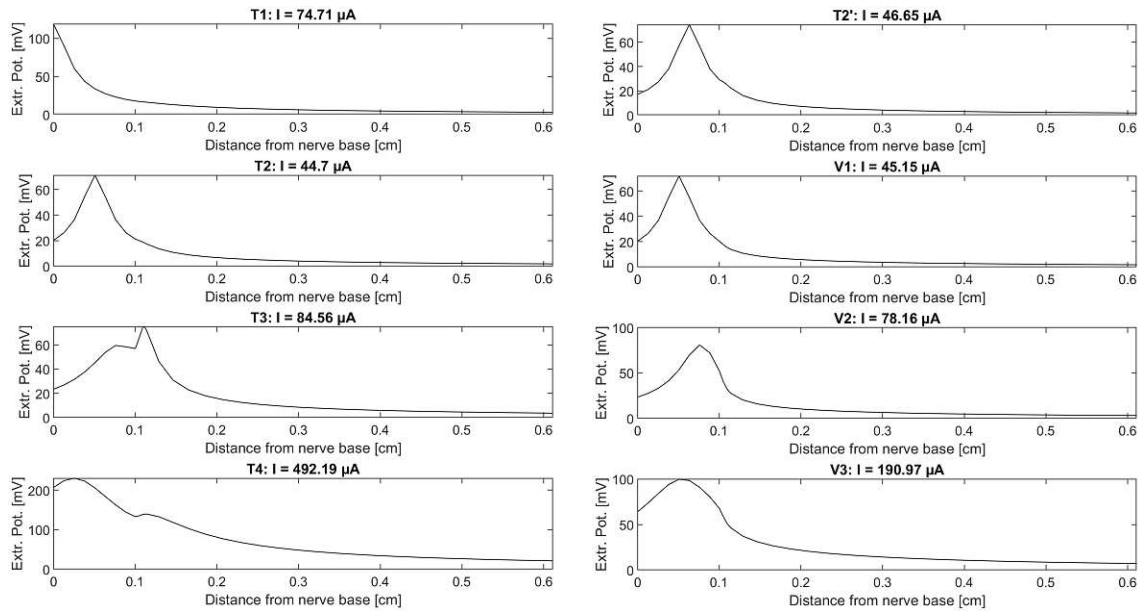 T1: I = 74.71 µA
Extr. Pot. [mV]
100
50
0
0 0.1 0.2 0.3 0.4 0.5 0.6
Distance from nerve base [cm]
T2': I = 46.65 µA
Extr. Pot. [mV]
60
40
20
0
0 0.1 0.2 0.3 0.4 0.5 0.6
Distance from nerve base [cm]
T2: I = 44.7 µA
Extr. Pot. [mV]
60
40
20
0
0 0.1 0.2 0.3 0.4 0.5 0.6
Distance from nerve base [cm]
V1: I = 45.15 µA
Extr. Pot. [mV]
60
40
20
0
0 0.1 0.2 0.3 0.4 0.5 0.6
Distance from nerve base [cm]
T3: I = 84.56 µA
Extr. Pot. [mV]
60
40
20
0
0 0.1 0.2 0.3 0.4 0.5 0.6
Distance from nerve base [cm]
V2: I = 78.16 µA
Extr. Pot. [mV]
100
50
0
0 0.1 0.2 0.3 0.4 0.5 0.6
Distance from nerve base [cm]
T4: I = 492.19 µA
Extr. Pot. [mV]
200
100
0
0 0.1 0.2 0.3 0.4 0.5 0.6
Distance from nerve base [cm]
V3: I = 190.97 µA
Extr. Pot. [mV]
100
50
0
0 0.1 0.2 0.3 0.4 0.5 0.6
Distance from nerve base [cm]